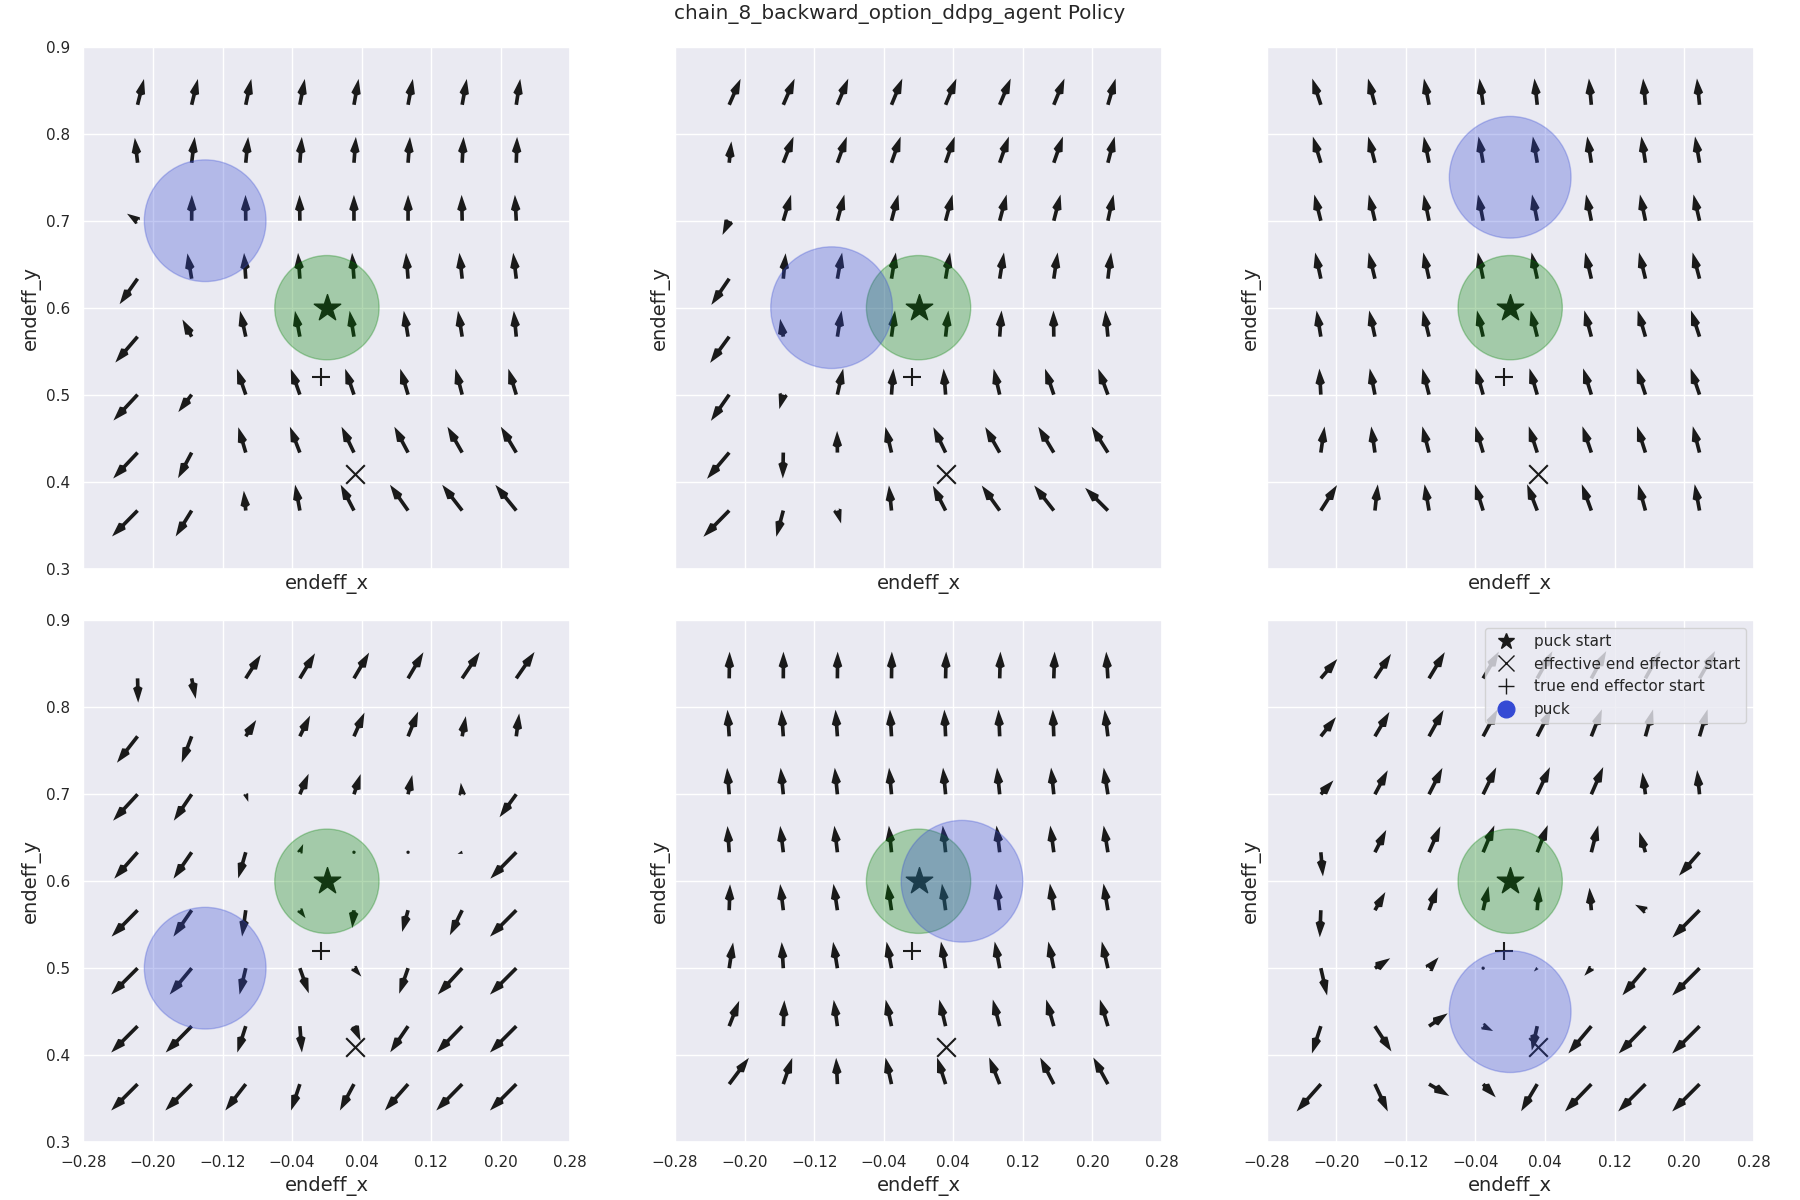 chain_8_backward_option_ddpg_agent Policy
0.9
0.8
0.7
0.6
0.5
0.4
0.3
endeff_y
endeff_x
endeff_y
endeff_x
endeff_y
endeff_x
0.9
0.8
0.7
0.6
0.5
0.4
0.3
endeff_y
−0.28 −0.20 −0.12 −0.04 0.04 0.12 0.20 0.28
endeff_x
endeff_y
−0.28 −0.20 −0.12 −0.04 0.04 0.12 0.20 0.28
endeff_x
puck start
effective end effector start
true end effector start
puck
endeff_y
−0.28 −0.20 −0.12 −0.04 0.04 0.12 0.20 0.28
endeff_x